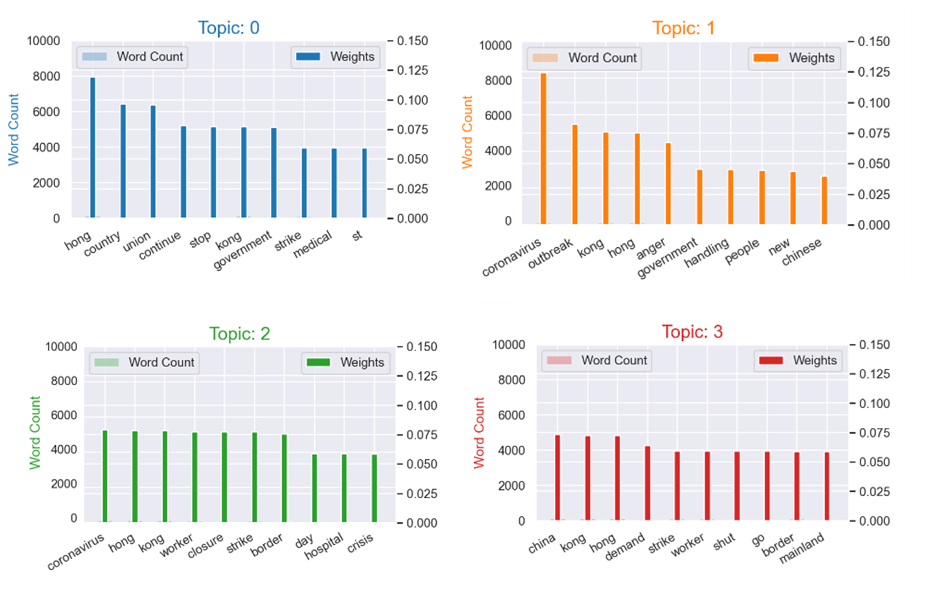 Topic: 0
10000
8000
6000
4000
2000
0
Word Count
Word Count
Weights
0.150
0.125
0.100
0.075
0.050
0.025
0.000
hong
country
union
continue
stop
kong
government
strike
medical
st
Topic: 1
10000
8000
6000
4000
2000
0
Word Count
Word Count
Weights
0.150
0.125
0.100
0.075
0.050
0.025
0.000
coronavirus
outbreak
kong
hong
anger
government
handling
people
new
chinese
Topic: 2
10000
8000
6000
4000
2000
0
Word Count
Word Count
Weights
0.150
0.125
0.100
0.075
0.050
0.025
0.000
coronavirus
hong
kong
worker
closure
strike
border
day
hospital
crisis
Topic: 3
10000
8000
6000
4000
2000
0
Word Count
Word Count
Weights
0.150
0.125
0.100
0.075
0.050
0.025
0.000
china
kong
hong
demand
strike
worker
shut
go
border
mainland